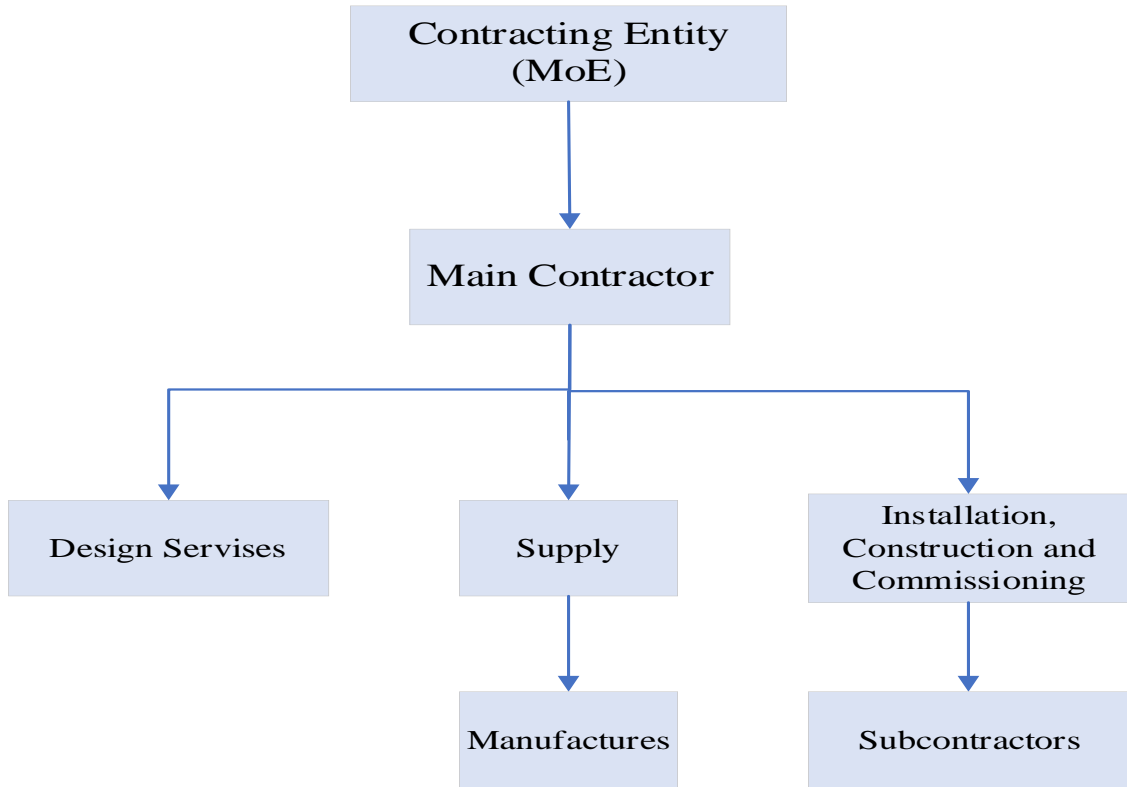 Contracting Entity
(MoE)
Main Contractor
Design Servises
Supply
Installation,
Construction and
Commissioning
Manufactures
Subcontractors